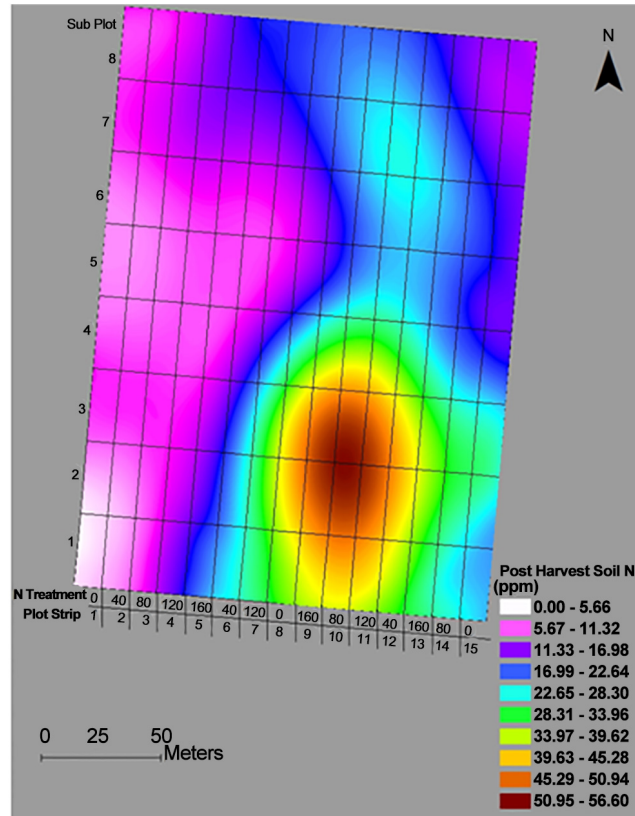 Sub Plot
N
8
7
6
5
4
3
2
1
N Treatment 0 40 80 120 160 40 120 0 160 80 120 40 160 80 0
Plot Strip 1 2 3 4 5 6 7 8 9 10 11 12 13 14 15
Post Harvest Soil N
(ppm)
0.00 - 5.66
5.67 - 11.32
11.33 - 16.98
16.99 - 22.64
22.65 - 28.30
28.31 - 33.96
33.97 - 39.62
39.63 - 45.28
45.29 - 50.94
50.95 - 56.60
0 25 50
Meters